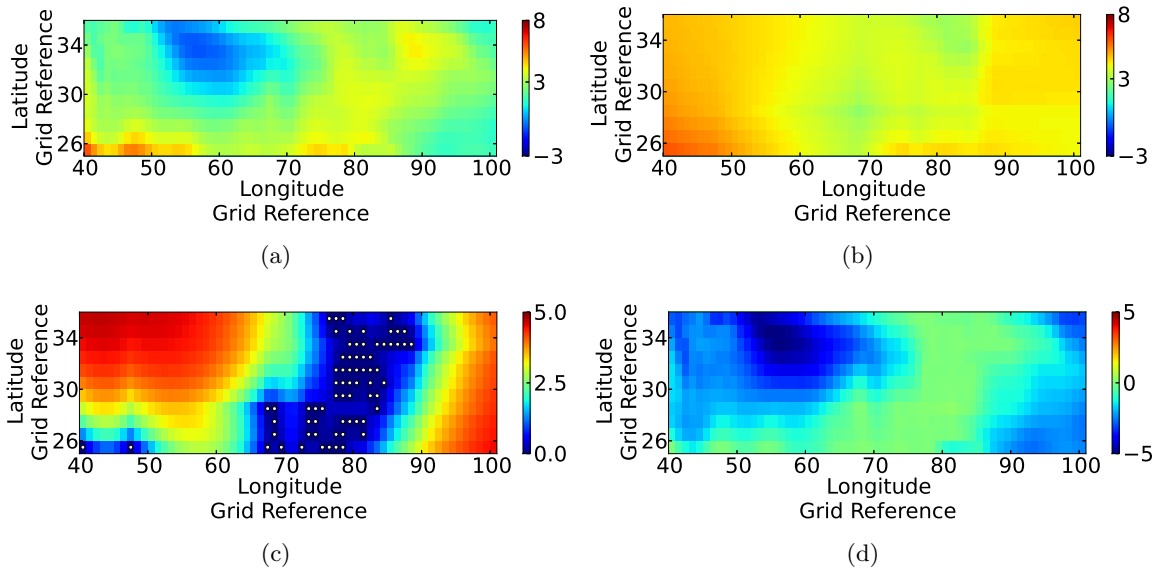 Latitude
Grid Reference
34
30
26
40 50 60 70 80 90 100
Longitude
Grid Reference
8
3
−3
(a)
Latitude
Grid Reference
34
30
26
40 50 60 70 80 90 100
Longitude
Grid Reference
8
3
−3
(b)
Latitude
Grid Reference
34
30
26
40 50 60 70 80 90 100
Longitude
Grid Reference
5.0
2.5
0.0
(c)
Latitude
Grid Reference
34
30
26
40 50 60 70 80 90 100
Longitude
Grid Reference
5
0
−5
(d)